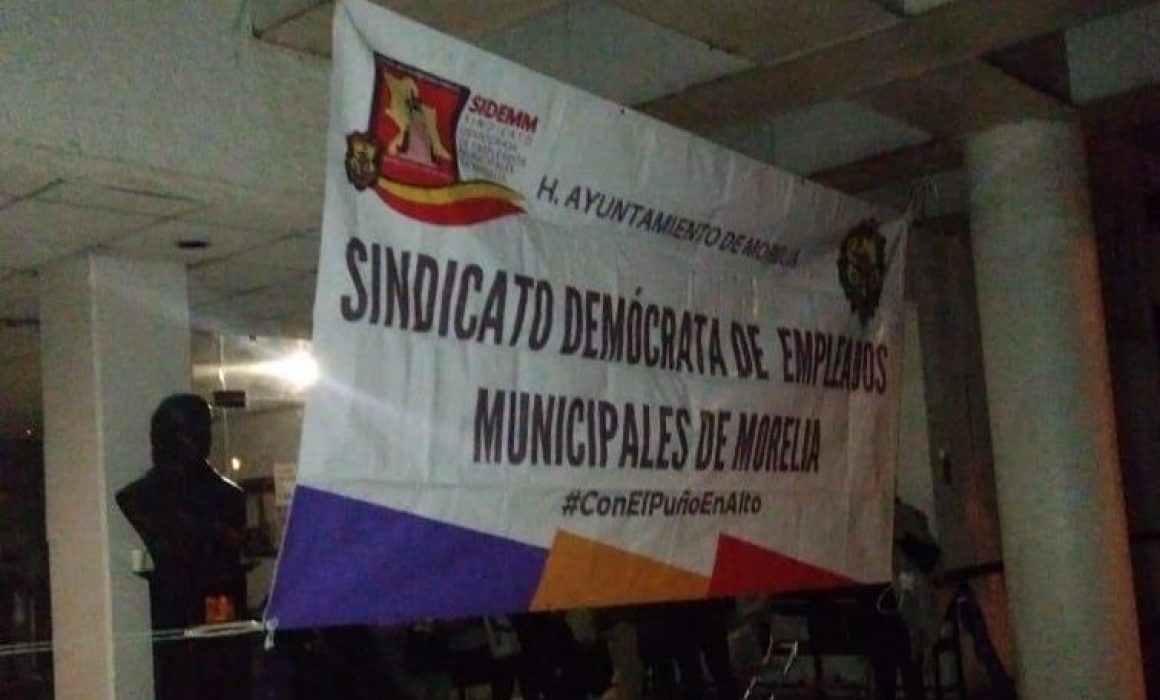 SIDEMM
H. AYUNTAMIENTO DE MORELIA
SINDICATO DEMÓCRATA DE EMPLEADOS
MUNICIPALES DE MORELIA
#ConElPuñoEnAlto